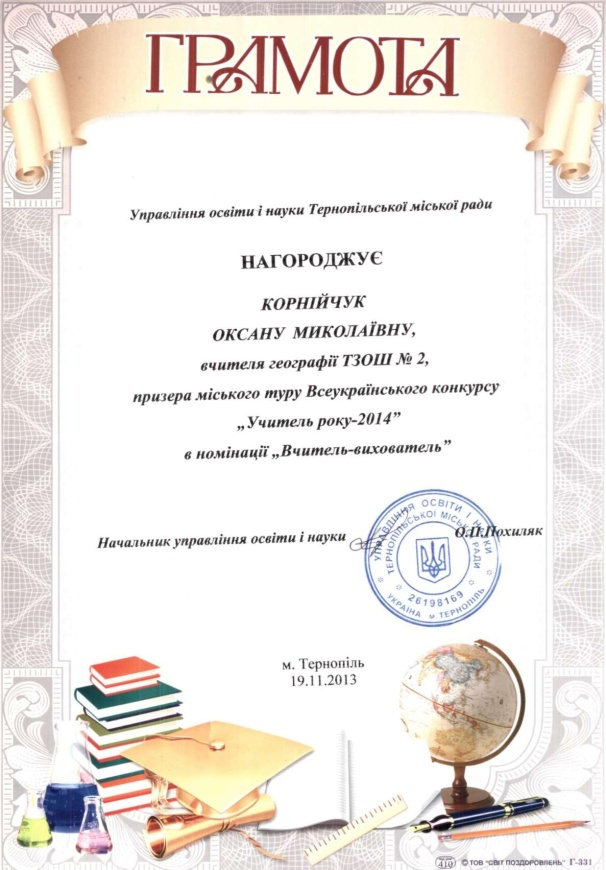 ГРАМОТА
Управління освіти і науки Тернопільської міської ради
НАГОРОДЖУЄ
КОРНІЙЧУК
ОКСАНУ МИКОЛАЇВНУ,
вчителя географії ТЗОШ № 2,
призера міського туру Всеукраїнського конкурсу
„Учитель року-2014”
в номінації „Вчитель-вихователь”
Начальник управління освіти і науки О.П.Похиляк
УПРАВЛІННЯ ОСВІТИ І НАУКИ
ТЕРНОПІЛЬСЬКОЇ МІСЬКОЇ РАДИ
26198169
УКРАЇНА м.ТЕРНОПІЛЬ
м. Тернопіль
19.11.2013
410 © ТОВ "СВІТ ПОЗДОРОВЛЕНЬ" Г-331